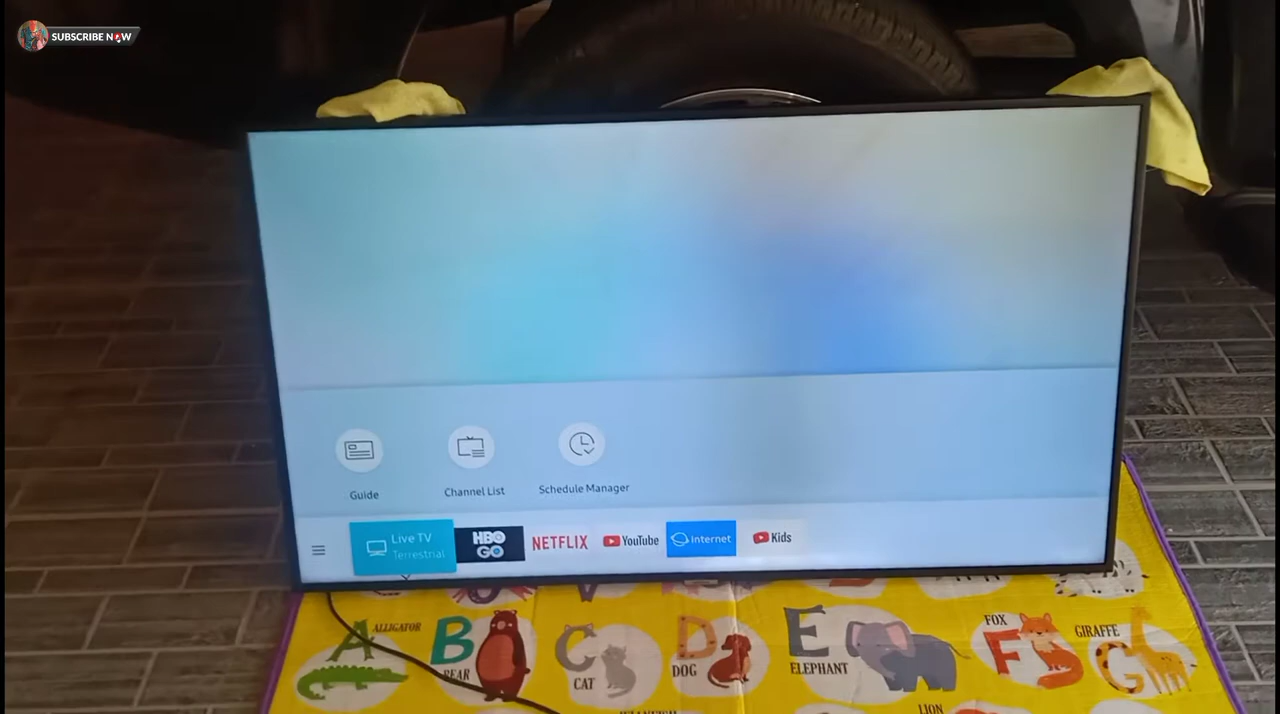 SUBSCRIBE NOW
Guide
Channel List
Schedule Manager
Live TV
Terrestrial
HBO
GO
NETFLIX
YouTube
Internet
Kids
A ALLIGATOR
B BEAR
C CAT
D DOG
E ELEPHANT
FOX
F
GIRAFFE
G
LION